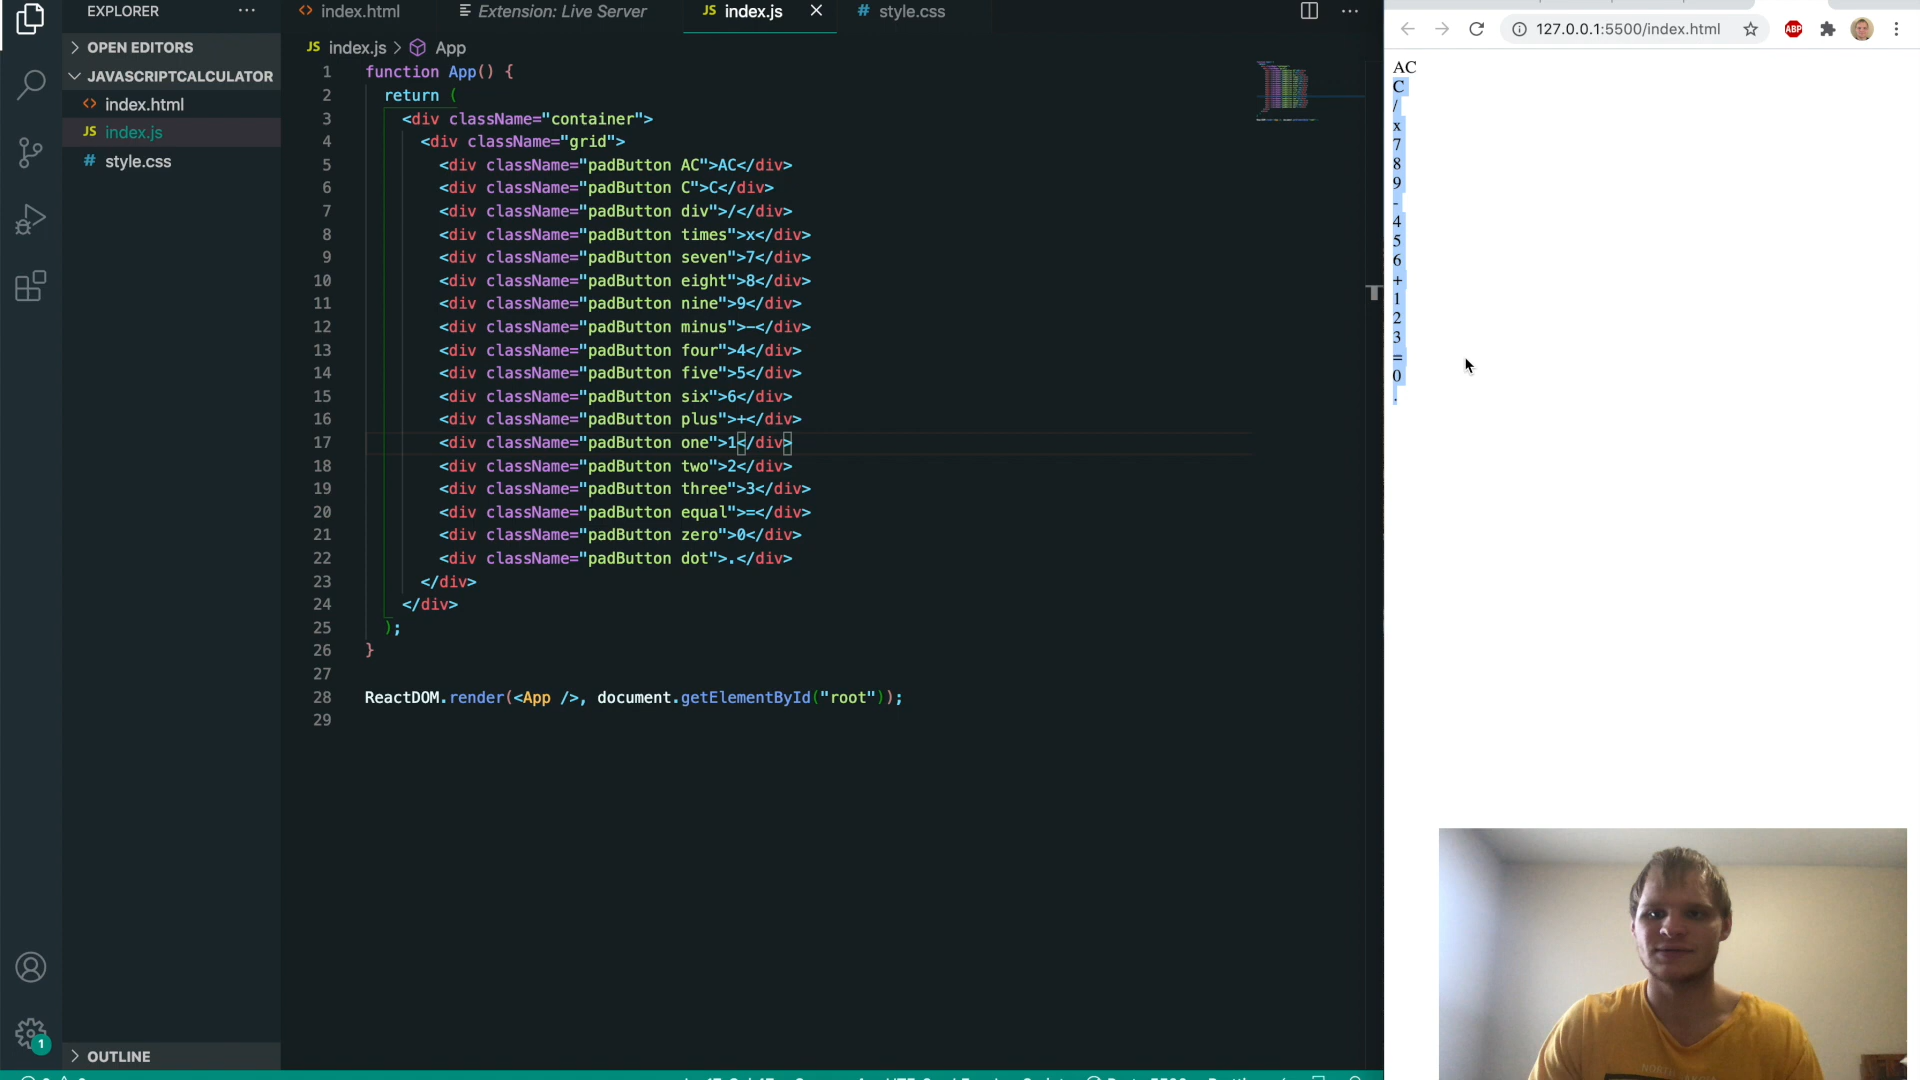 EXPLORER
OPEN EDITORS
JAVASCRIPTCALCULATOR
index.html
JS index.js
# style.css
OUTLINE
1
index.html
Extension: Live Server
JS index.js
# style.css
JS index.js > App
1 function App() {
2 return (
3 <div className="container">
4 <div className="grid">
5 <div className="padButton AC">AC</div>
6 <div className="padButton C">C</div>
7 <div className="padButton div">/</div>
8 <div className="padButton times">x</div>
9 <div className="padButton seven">7</div>
10 <div className="padButton eight">8</div>
11 <div className="padButton nine">9</div>
12 <div className="padButton minus">-</div>
13 <div className="padButton four">4</div>
14 <div className="padButton five">5</div>
15 <div className="padButton six">6</div>
16 <div className="padButton plus">+</div>
17 <div className="padButton one">1</div>
18 <div className="padButton two">2</div>
19 <div className="padButton three">3</div>
20 <div className="padButton equal">=</div>
21 <div className="padButton zero">0</div>
22 <div className="padButton dot">.</div>
23 </div>
24 </div>
25 );
26 }
27
28 ReactDOM.render(<App />, document.getElementById("root"));
29
127.0.0.1:5500/index.html
ABP
AC
C
/
x
7
8
9
-
4
5
6
+
1
2
3
=
0
.